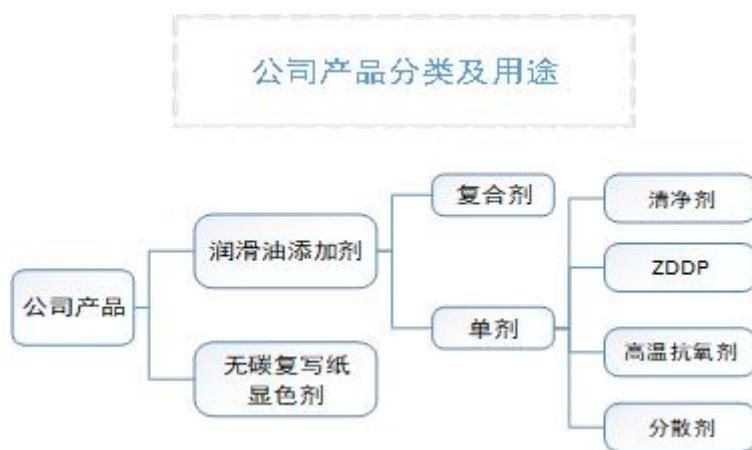 公司产品分类及用途
公司产品
润滑油添加剂
无碳复写纸
显色剂
复合剂
单剂
清净剂
ZDDP
高温抗氧剂
分散剂